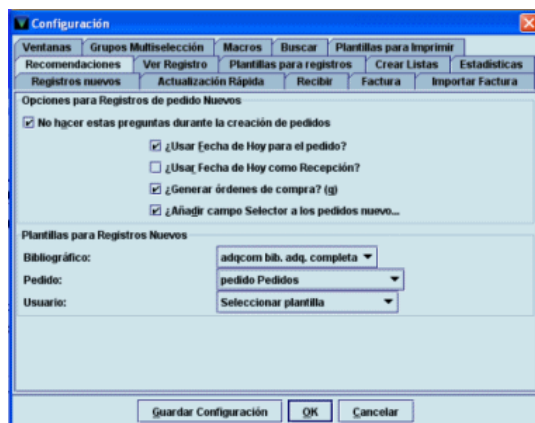 Configuración
Ventanas Grupos Multiselección Macros Buscar Plantillas para Imprimir
Recomendaciones Ver Registro Plantillas para registros Crear Listas Estadísticas
Registros nuevos Actualización Rápida Recibir Factura Importar Factura
Opciones para Registros de pedido Nuevos
No hacer estas preguntas durante la creación de pedidos
¿Usar Fecha de Hoy para el pedido?
¿Usar Fecha de Hoy como Recepción?
¿Generar órdenes de compra? (q)
¿Añadir campo Selector a los pedidos nuevo...
Plantillas para Registros Nuevos
Bibliográfico: adqcom bib. adq. completa
Pedido: pedido Pedidos
Usuario: Seleccionar plantilla
Guardar Configuración OK Cancelar